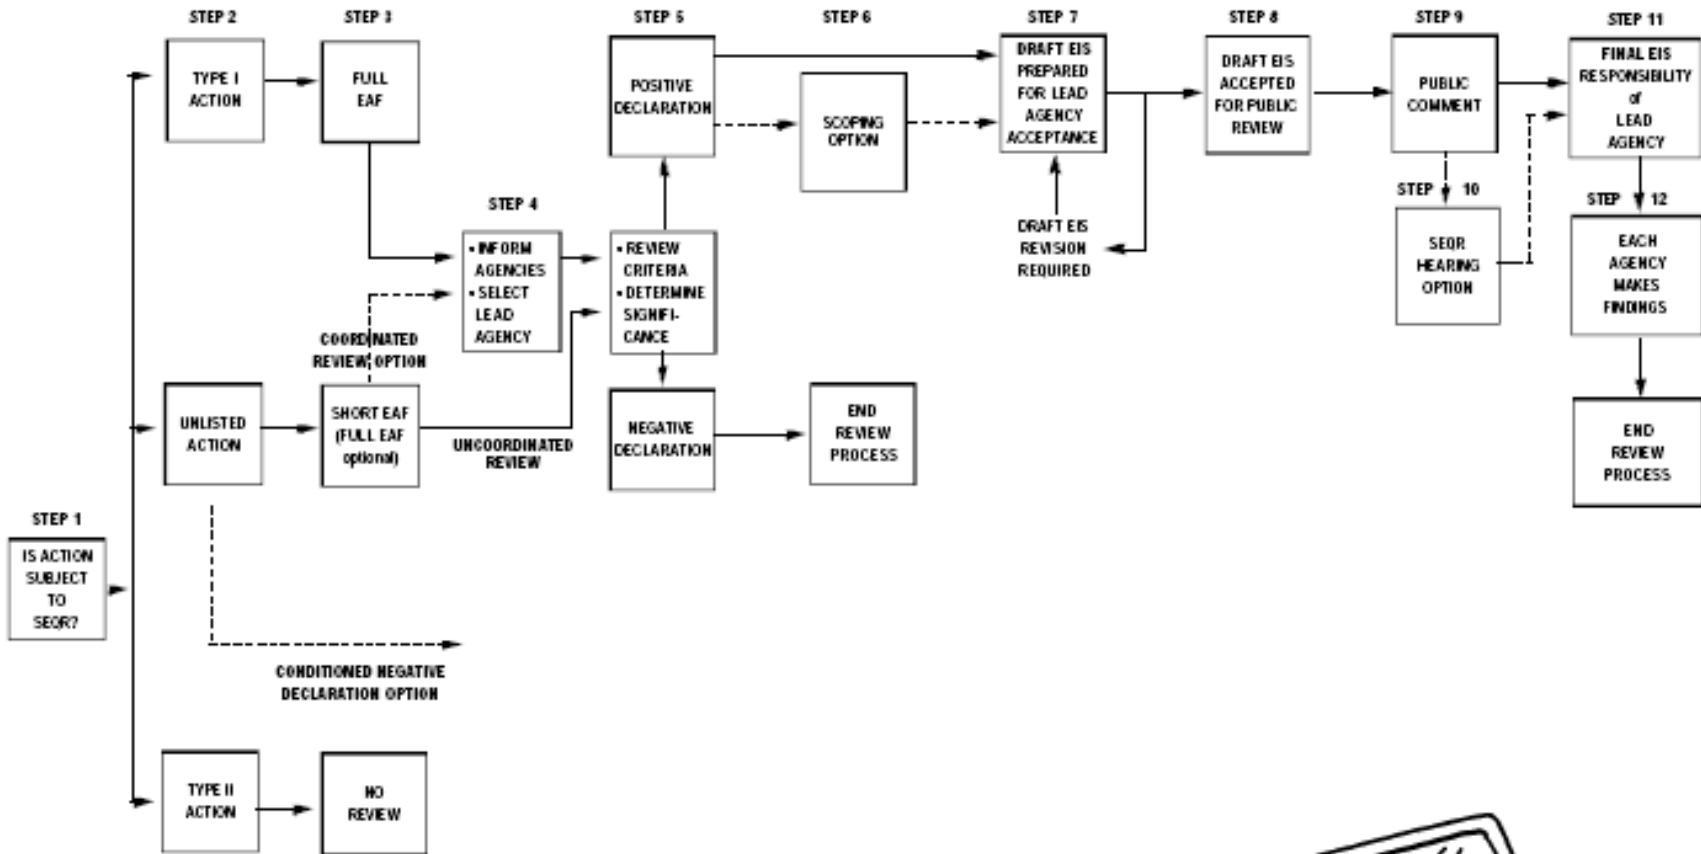 STEP 1
IS ACTION
SUBJECT
TO
SEQR?
STEP 2
TYPE I
ACTION
UNLISTED
ACTION
TYPE II
ACTION
STEP 3
FULL
EAF
COORDINATED
REVIEW OPTION
SHORT EAF
(FULL EAF
optional)
UNCOORDINATED
REVIEW
CONDITIONED NEGATIVE
DECLARATION OPTION
NO
REVIEW
STEP 4
• INFORM
AGENCIES
• SELECT
LEAD
AGENCY
STEP 5
POSITIVE
DECLARATION
• REVIEW
CRITERIA
• DETERMINE
SIGNIFI-
CANCE
NEGATIVE
DECLARATION
END
REVIEW
PROCESS
STEP 6
SCOPING
OPTION
STEP 7
DRAFT EIS
PREPARED
FOR LEAD
AGENCY
ACCEPTANCE
DRAFT EIS
REVISION
REQUIRED
STEP 8
DRAFT EIS
ACCEPTED
FOR PUBLIC
REVIEW
STEP 9
PUBLIC
COMMENT
STEP 10
SEQR
HEARING
OPTION
STEP 11
FINAL EIS
RESPONSIBILITY
of
LEAD
AGENCY
STEP 12
EACH
AGENCY
MAKES
FINDINGS
END
REVIEW
PROCESS